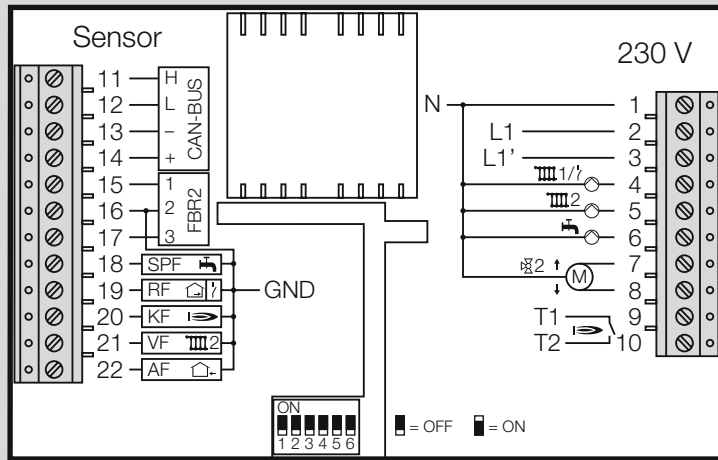 Sensor
230 V
11 H
12 L
13 –
14 +
CAN-BUS
15 1
16 2
17 3
FBR2
18 SPF
19 RF
20 KF
21 VF 2
22 AF
GND
N 1
L1 2
L1' 3
1/ 4
2 5
6
2 M 7
8
T1 9
T2 10
ON
1 2 3 4 5 6
= OFF = ON